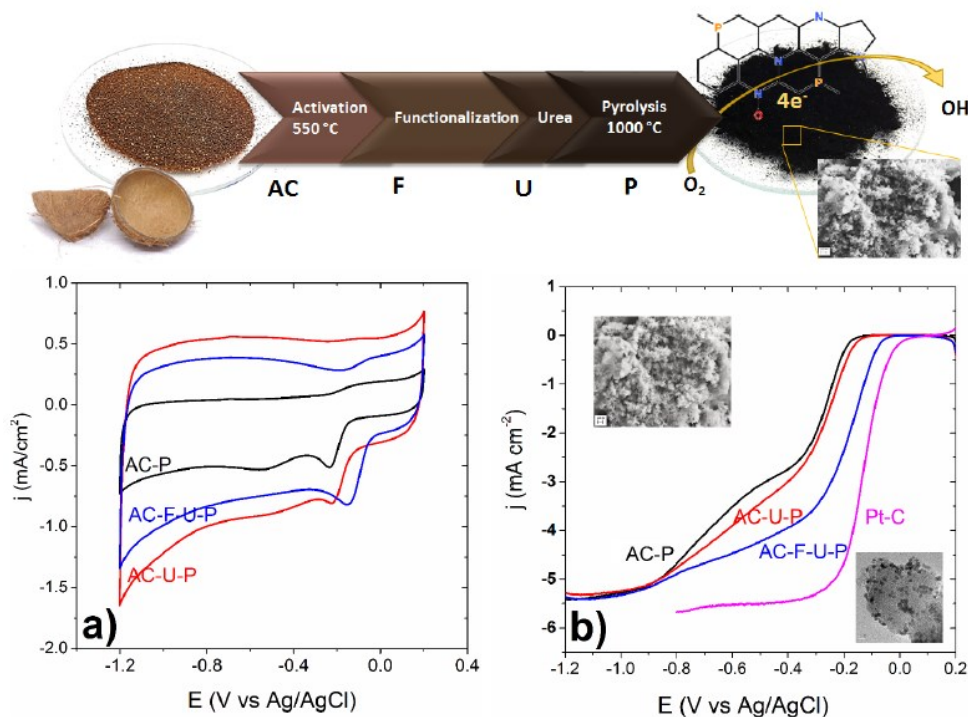 Activation
550 °C
Functionalization
Urea
Pyrolysis
1000 °C
AC
F
U
P
P
N
N
P
N
O
4e⁻
O₂
OH
a)
j (mA/cm²)
1.0
0.5
0.0
-0.5
-1.0
-1.5
-2.0
AC-P
AC-F-U-P
AC-U-P
-1.2
-0.8
-0.4
0.0
0.4
E (V vs Ag/AgCl)
b)
j (mA cm⁻²)
0
-1
-2
-3
-4
-5
-6
AC-P
AC-U-P
AC-F-U-P
Pt-C
-1.2
-1.0
-0.8
-0.6
-0.4
-0.2
0.0
0.2
E (V vs Ag/AgCl)